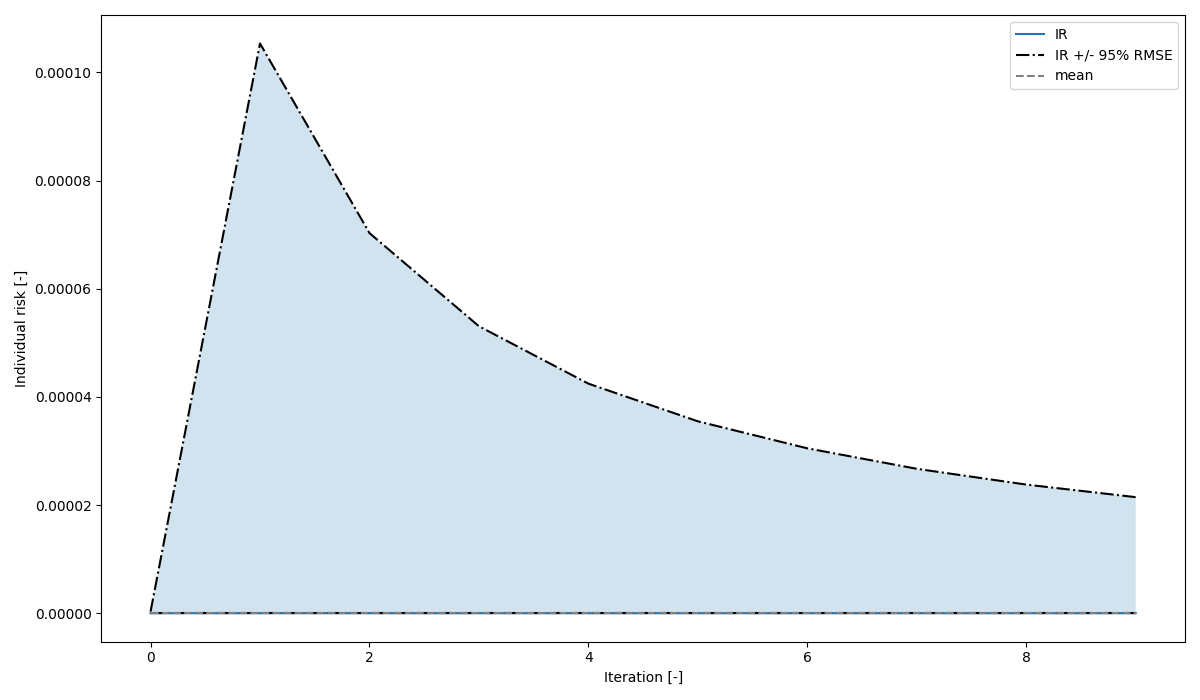 IR
IR +/- 95% RMSE
mean
0.00010
0.00008
0.00006
0.00004
0.00002
0.00000
Individual risk [-]
0 2 4 6 8
Iteration [-]